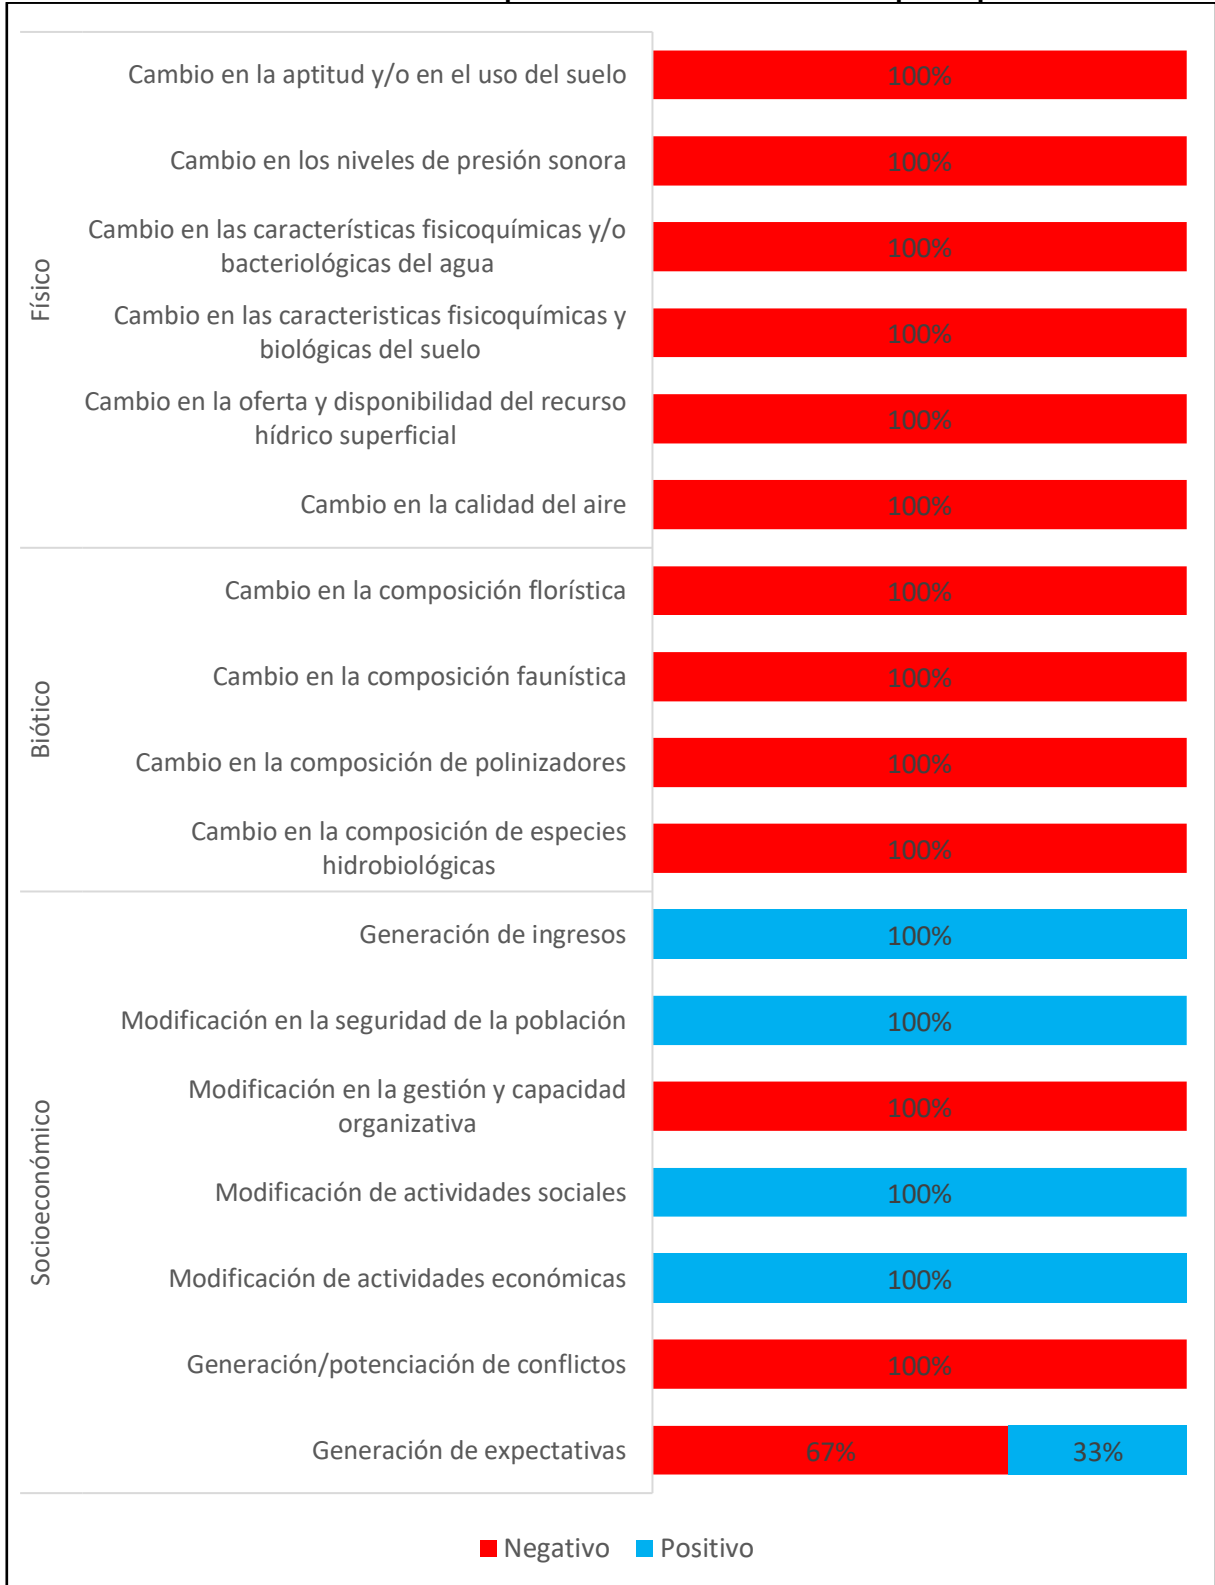 Físico
Cambio en la aptitud y/o en el uso del suelo
100%
Cambio en los niveles de presión sonora
100%
Cambio en las características fisicoquímicas y/o
bacteriológicas del agua
100%
Cambio en las caracteristicas fisicoquímicas y
biológicas del suelo
100%
Cambio en la oferta y disponibilidad del recurso
hídrico superficial
100%
Cambio en la calidad del aire
100%
Biótico
Cambio en la composición florística
100%
Cambio en la composición faunística
100%
Cambio en la composición de polinizadores
100%
Cambio en la composición de especies
hidrobiológicas
100%
Socioeconómico
Generación de ingresos
100%
Modificación en la seguridad de la población
100%
Modificación en la gestión y capacidad
organizativa
100%
Modificación de actividades sociales
100%
Modificación de actividades económicas
100%
Generación/potenciación de conflictos
100%
Generación de expectativas
67% 33%
Negativo Positivo